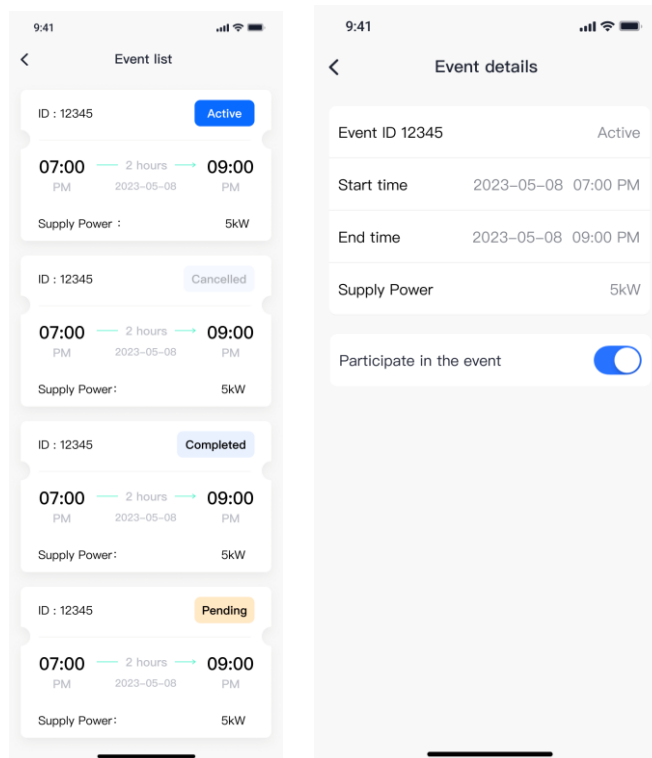 9:41
Event list
ID : 12345 Active
07:00 2 hours 09:00
PM 2023-05-08 PM
Supply Power : 5kW
ID : 12345 Cancelled
07:00 2 hours 09:00
PM 2023-05-08 PM
Supply Power: 5kW
ID : 12345 Completed
07:00 2 hours 09:00
PM 2023-05-08 PM
Supply Power: 5kW
ID : 12345 Pending
07:00 2 hours 09:00
PM 2023-05-08 PM
Supply Power: 5kW
9:41
Event details
Event ID 12345 Active
Start time 2023-05-08 07:00 PM
End time 2023-05-08 09:00 PM
Supply Power 5kW
Participate in the event